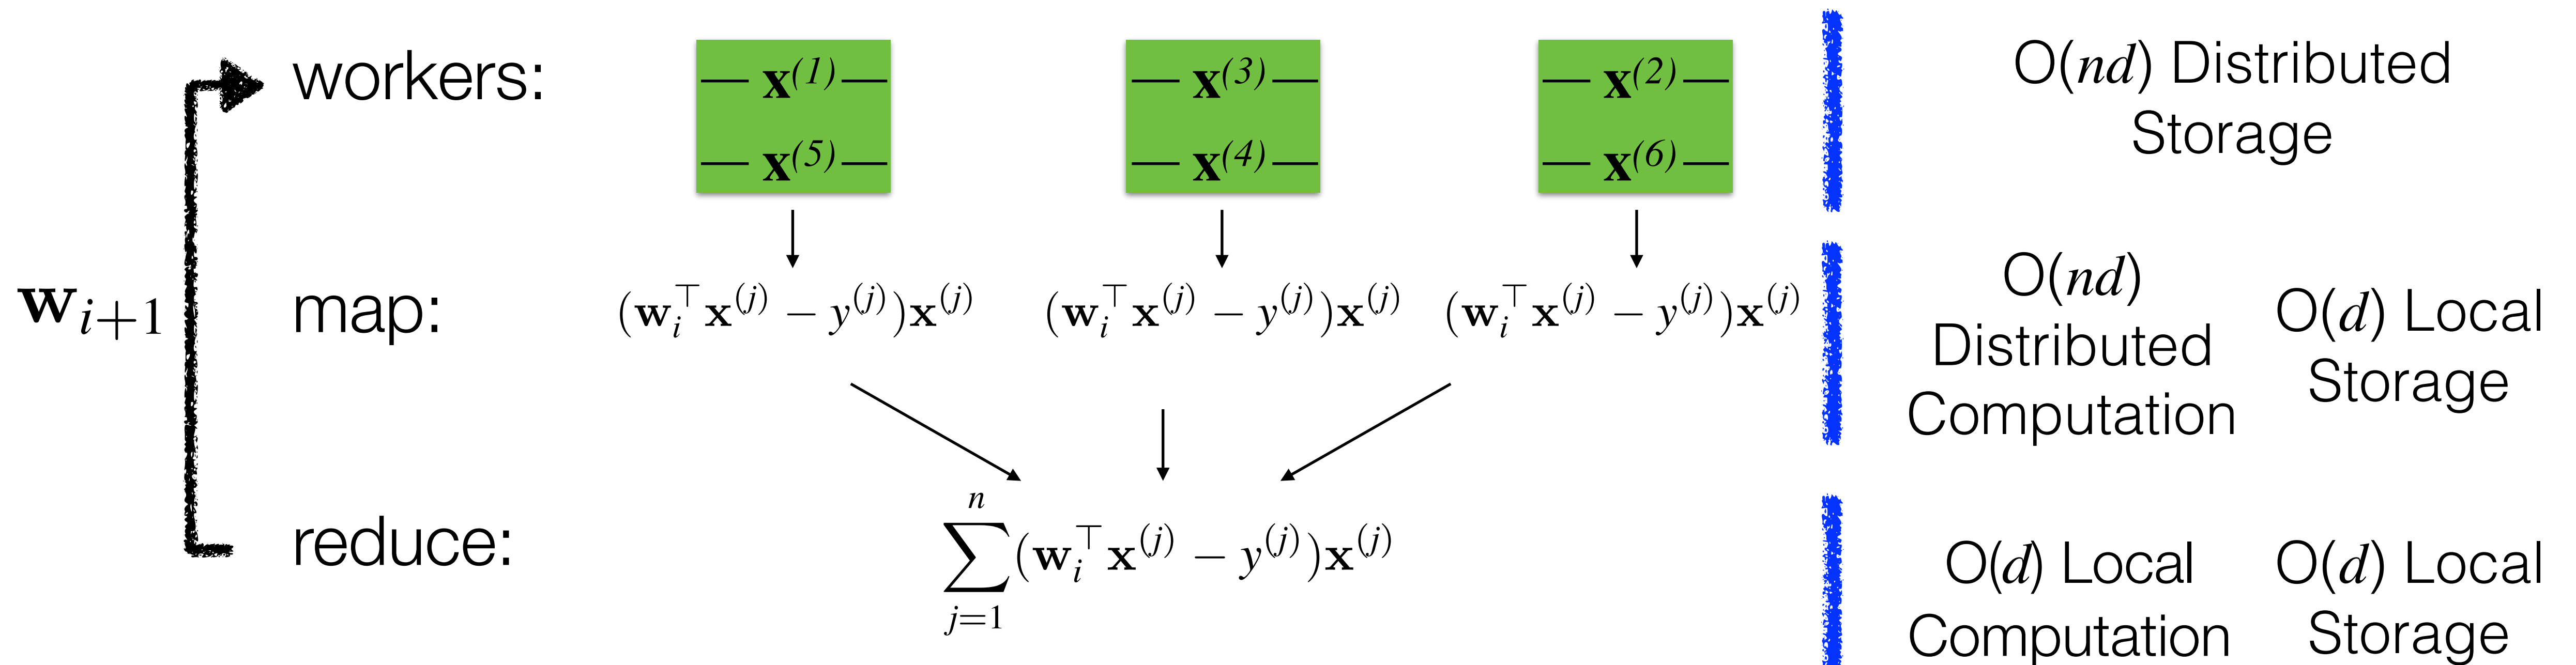 workers:
— x⁽¹⁾ —
— x⁽⁵⁾ —
— x⁽³⁾ —
— x⁽⁴⁾ —
— x⁽²⁾ —
— x⁽⁶⁾ —
O(nd) Distributed
Storage
w_{i+1}
map:
(w_i^⊤ x^{(j)} − y^{(j)})x^{(j)}
(w_i^⊤ x^{(j)} − y^{(j)})x^{(j)}
(w_i^⊤ x^{(j)} − y^{(j)})x^{(j)}
O(nd)
Distributed
Computation
O(d) Local
Storage
reduce:
\sum_{j=1}^{n} (w_i^⊤ x^{(j)} − y^{(j)})x^{(j)}
O(d) Local
Computation
O(d) Local
Storage